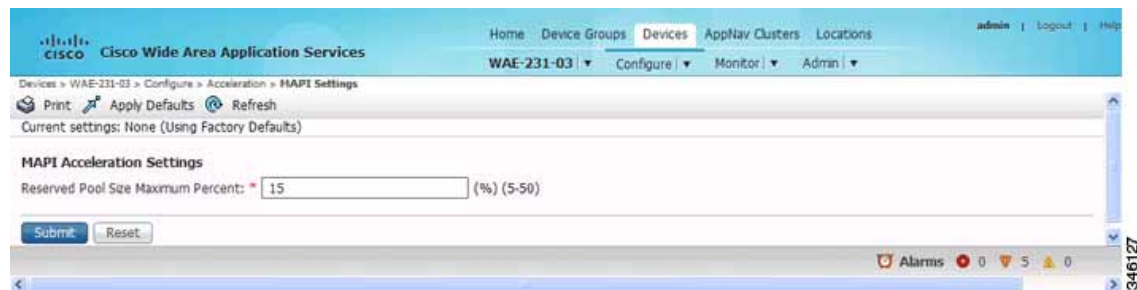 Home Device Groups Devices AppNav Clusters Locations
admin | Logout | Help
CISCO Cisco Wide Area Application Services
WAE-231-03 Configure Monitor Admin
Devices > WAE-231-03 > Configure > Acceleration > MAPI Settings
Print Apply Defaults Refresh
Current settings: None (Using Factory Defaults)
MAPI Acceleration Settings
Reserved Pool Size Maximum Percent: * 15 (%) (5-50)
Submit Reset
Alarms 0 5 0
346127